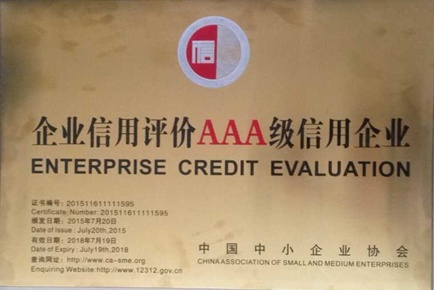 信
企业信用评价AAA级信用企业
ENTERPRISE CREDIT EVALUATION
证书编号: 201511611111595
Certificate Number: 201511611111595
颁发日期: 2015年7月20日
Date of Issue: July20th,2015
有效日期: 2018年7月19日
Date of Expiry: July19th,2018
查询网址: http://www.ca-sme.org
Enquiring Website:http://www.12312.gov.cn
中国中小企业协会
CHINA ASSOCIATION OF SMALL AND MEDIUM ENTERPRISES